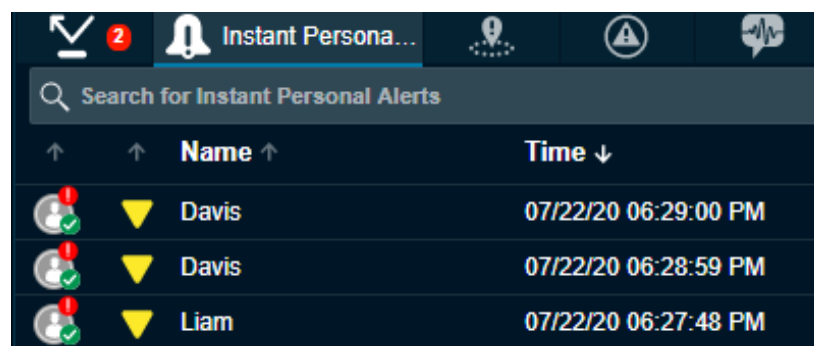 2 Instant Persona...
Search for Instant Personal Alerts
Name Time
Davis 07/22/20 06:29:00 PM
Davis 07/22/20 06:28:59 PM
Liam 07/22/20 06:27:48 PM